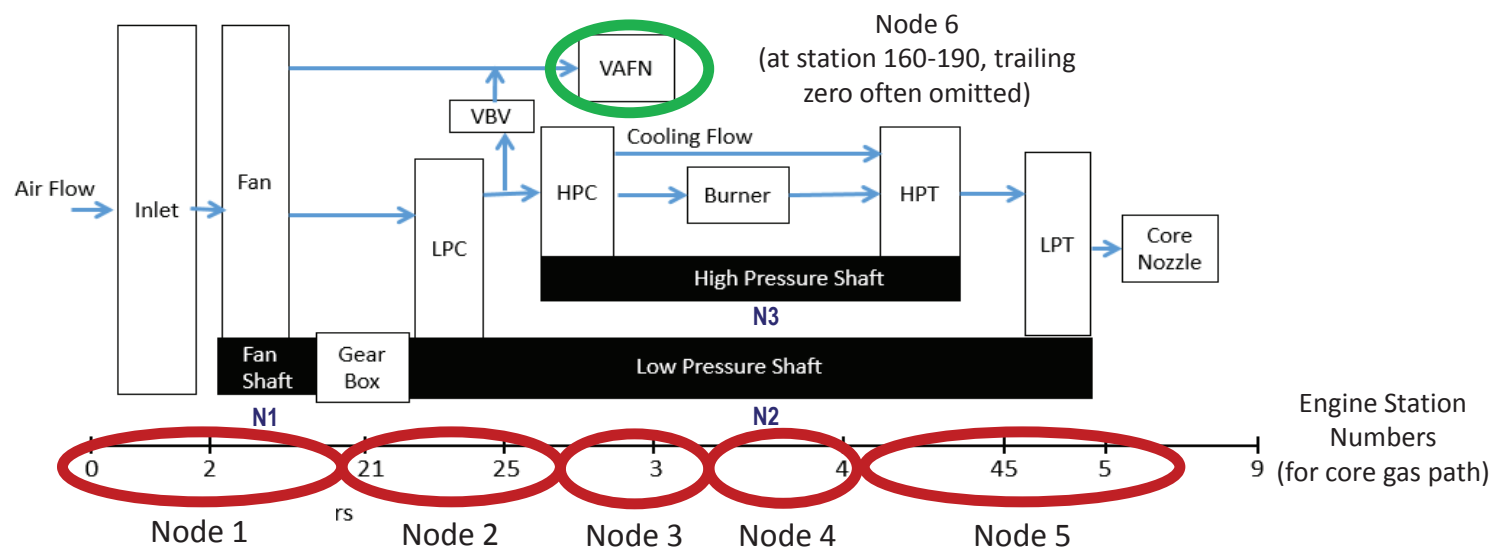 Node 6
(at station 160-190, trailing
zero often omitted)
VAFN
VBV
Cooling Flow
Air Flow
Inlet
Fan
LPC
HPC
Burner
HPT
LPT
Core
Nozzle
High Pressure Shaft
N3
Fan
Shaft
Gear
Box
Low Pressure Shaft
N1
N2
Engine Station
Numbers
(for core gas path)
0
2
21
25
3
4
45
5
9
rs
Node 1
Node 2
Node 3
Node 4
Node 5